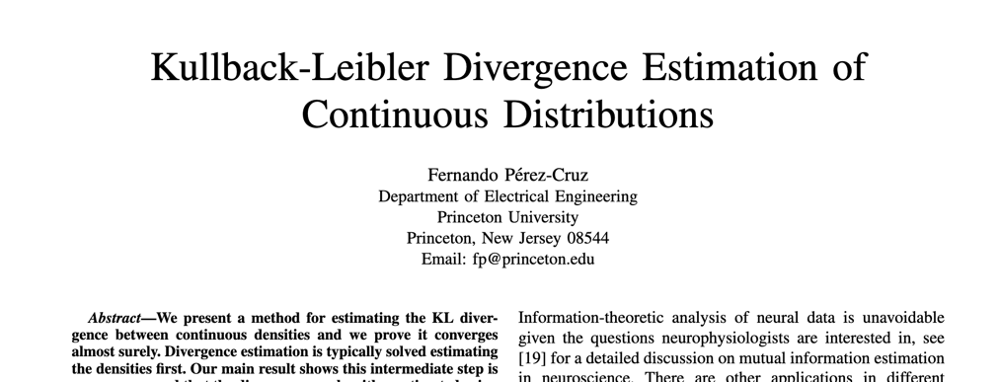 Kullback-Leibler Divergence Estimation of
Continuous Distributions
Fernando Pérez-Cruz
Department of Electrical Engineering
Princeton University
Princeton, New Jersey 08544
Email: fp@princeton.edu
Abstract—We present a method for estimating the KL diver-
gence between continuous densities and we prove it converges
almost surely. Divergence estimation is typically solved estimating
the densities first. Our main result shows this intermediate step is
Information-theoretic analysis of neural data is unavoidable
given the questions neurophysiologists are interested in, see
[19] for a detailed discussion on mutual information estimation
in neuroscience. There are other applications in different